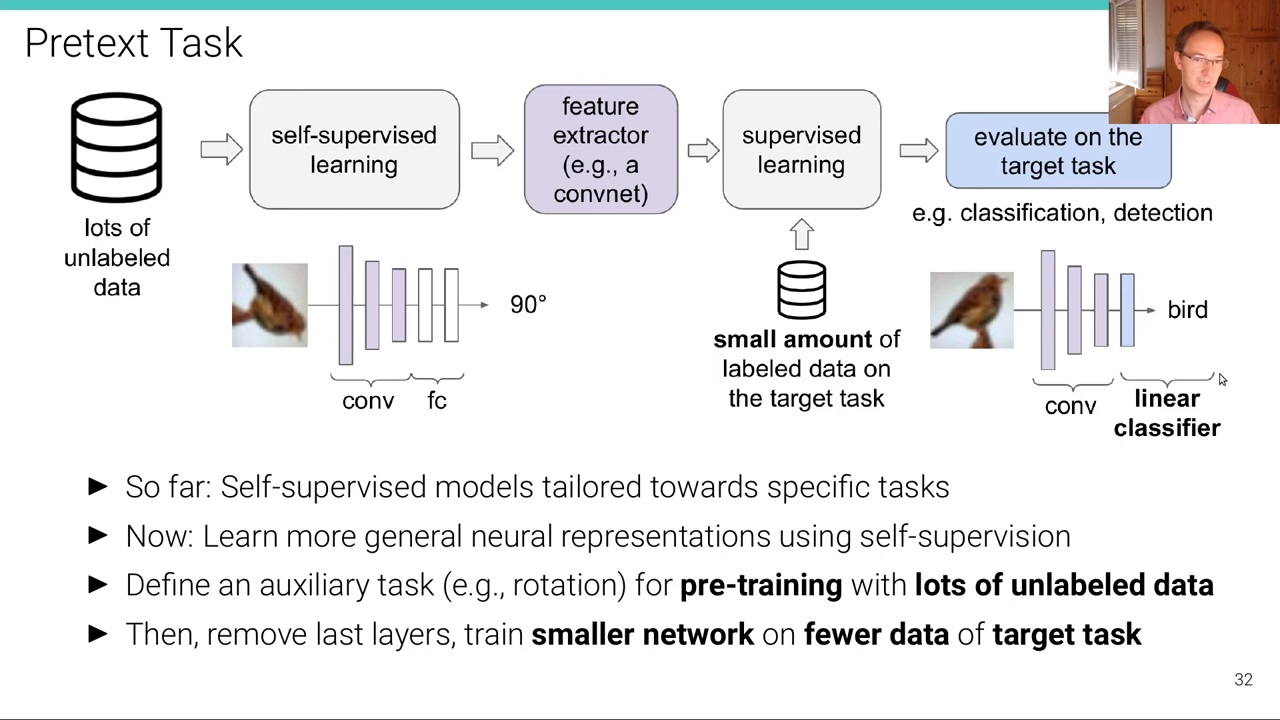 Pretext Task
lots of
unlabeled
data
self-supervised
learning
feature
extractor
(e.g., a
convnet)
supervised
learning
evaluate on the
target task
e.g. classification, detection
90°
conv
fc
small amount of
labeled data on
the target task
bird
conv
linear
classifier
► So far: Self-supervised models tailored towards specific tasks
► Now: Learn more general neural representations using self-supervision
► Define an auxiliary task (e.g., rotation) for pre-training with lots of unlabeled data
► Then, remove last layers, train smaller network on fewer data of target task
32